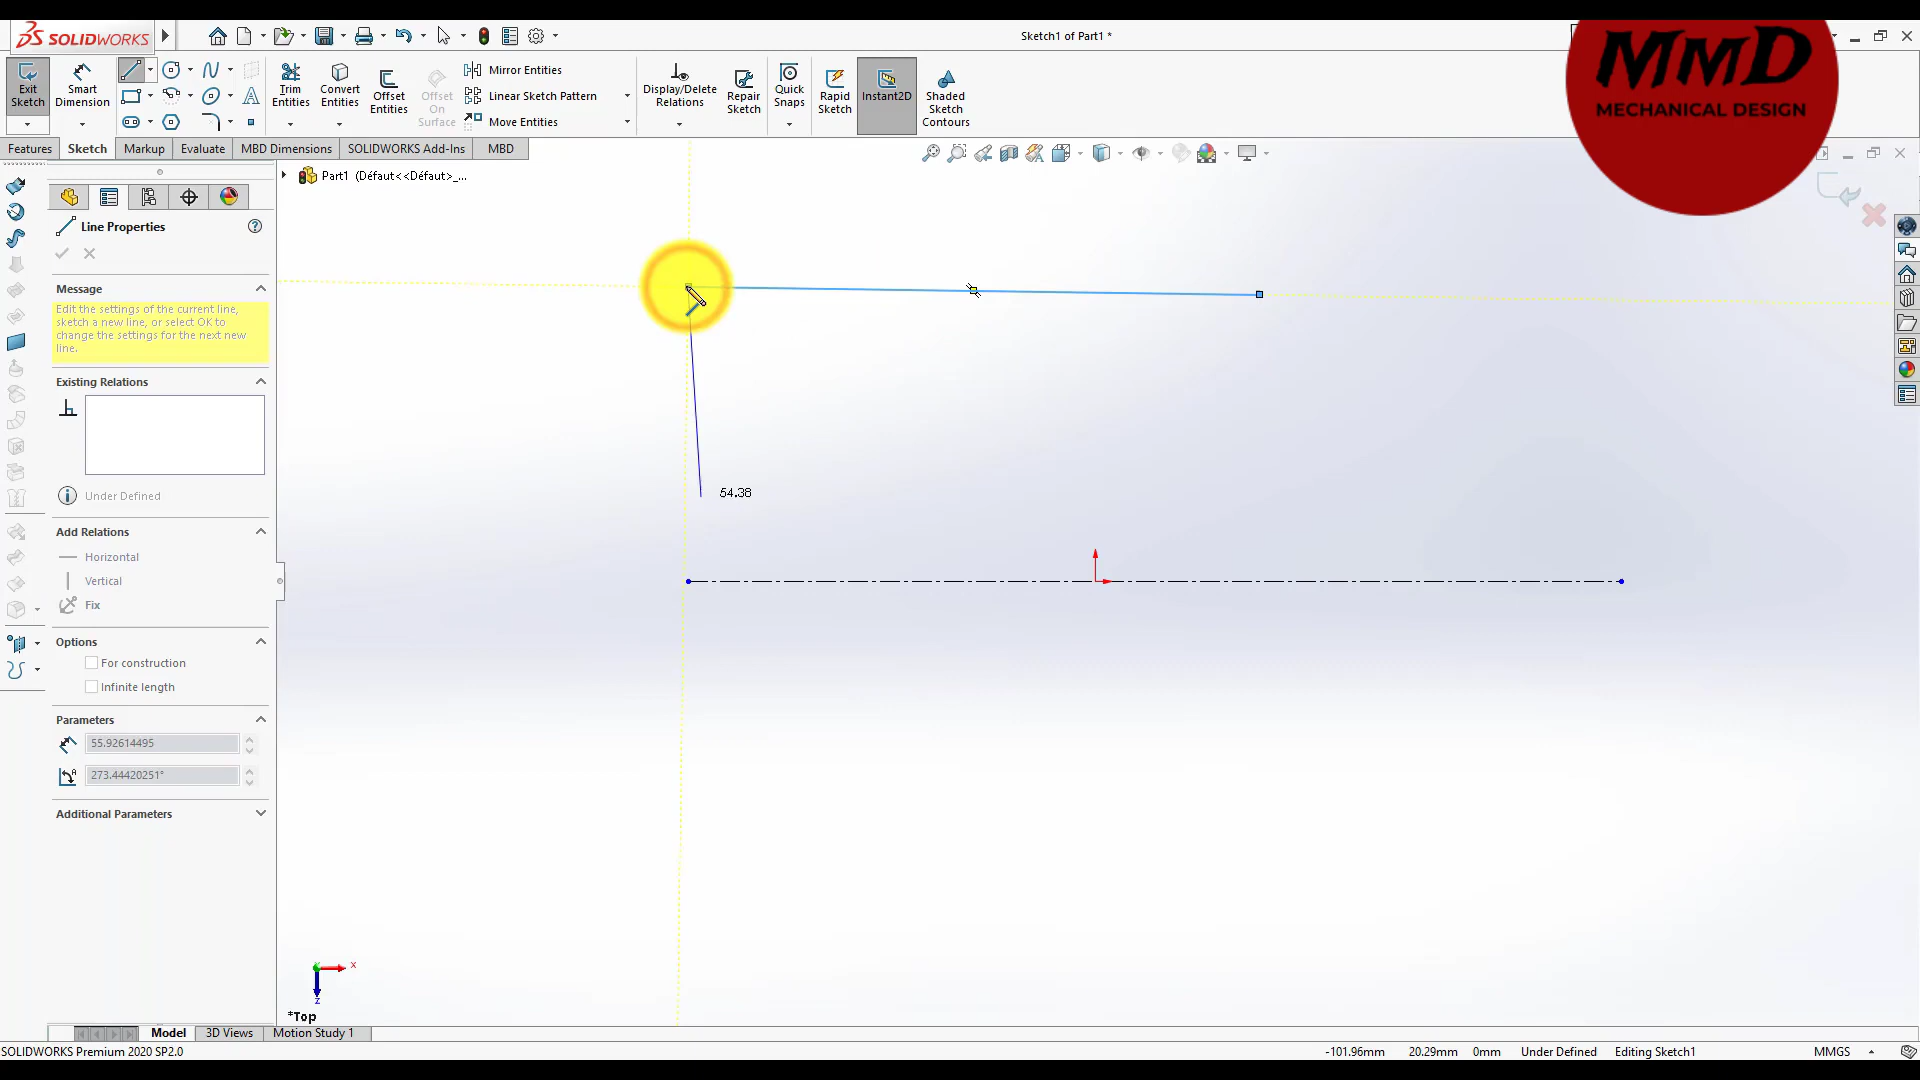 SOLIDWORKS
Sketch1 of Part1 *
MMD
MECHANICAL DESIGN
Exit Sketch
Smart Dimension
Trim Entities
Convert Entities
Offset Entities
Offset On Surface
Mirror Entities
Linear Sketch Pattern
Move Entities
Display/Delete Relations
Repair Sketch
Quick Snaps
Rapid Sketch
Instant2D
Shaded Sketch Contours
Features
Sketch
Markup
Evaluate
MBD Dimensions
SOLIDWORKS Add-Ins
MBD
Part1 (Défaut<<Défaut>_...
Line Properties
Message
Edit the settings of the current line,
sketch a new line, or select OK to
change the settings for the next new
line.
Existing Relations
Under Defined
Add Relations
Horizontal
Vertical
Fix
Options
For construction
Infinite length
Parameters
55.92614495
273.44420251°
Additional Parameters
54.38
X
Z
*Top
Model
3D Views
Motion Study 1
SOLIDWORKS Premium 2020 SP2.0
-101.96mm
20.29mm
0mm
Under Defined
Editing Sketch1
MMGS